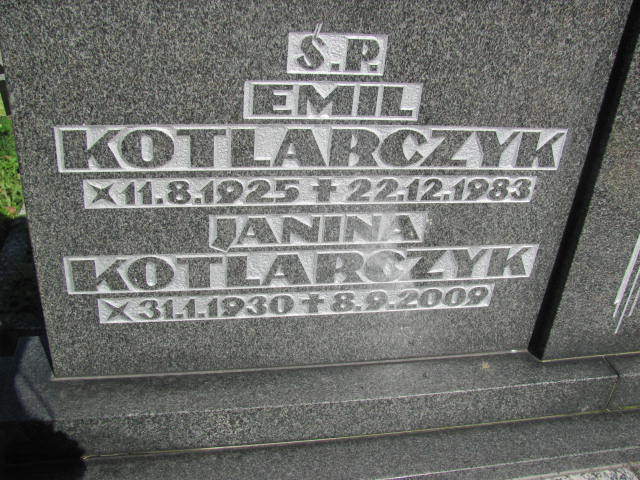 Ś.P.
EMIL
KOTLARCZYK
×11.8.1925 ✝ 22.12.1983
JANINA
KOTLARCZYK
×31.1.1930 ✝ 8.9.2009